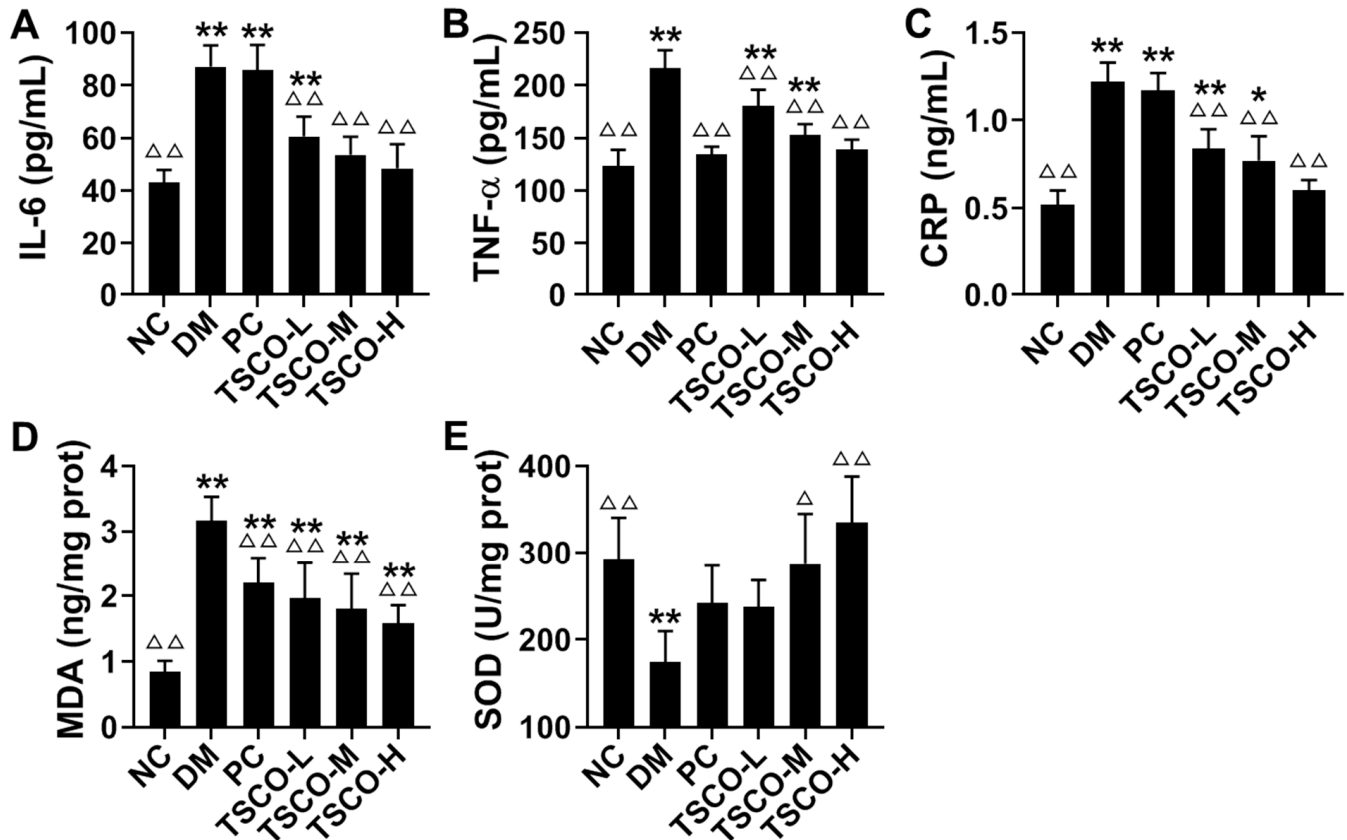 A
IL-6 (pg/mL)
100
80
60
40
20
0
** ** **
△△ △△ △△ △△
NC DM PC TSCO-L TSCO-M TSCO-H
B
TNF-α (pg/mL)
250
200
150
100
50
0
** ** **
△△ △△ △△ △△ △△
NC DM PC TSCO-L TSCO-M TSCO-H
C
CRP (ng/mL)
1.5
1.0
0.5
0.0
** ** ** *
△△ △△ △△ △△
NC DM PC TSCO-L TSCO-M TSCO-H
D
MDA (ng/mg prot)
4
3
2
1
0
** ** ** ** **
△△ △△ △△ △△ △△
NC DM PC TSCO-L TSCO-M TSCO-H
E
SOD (U/mg prot)
400
300
200
100
**
△△ △ △△
NC DM PC TSCO-L TSCO-M TSCO-H